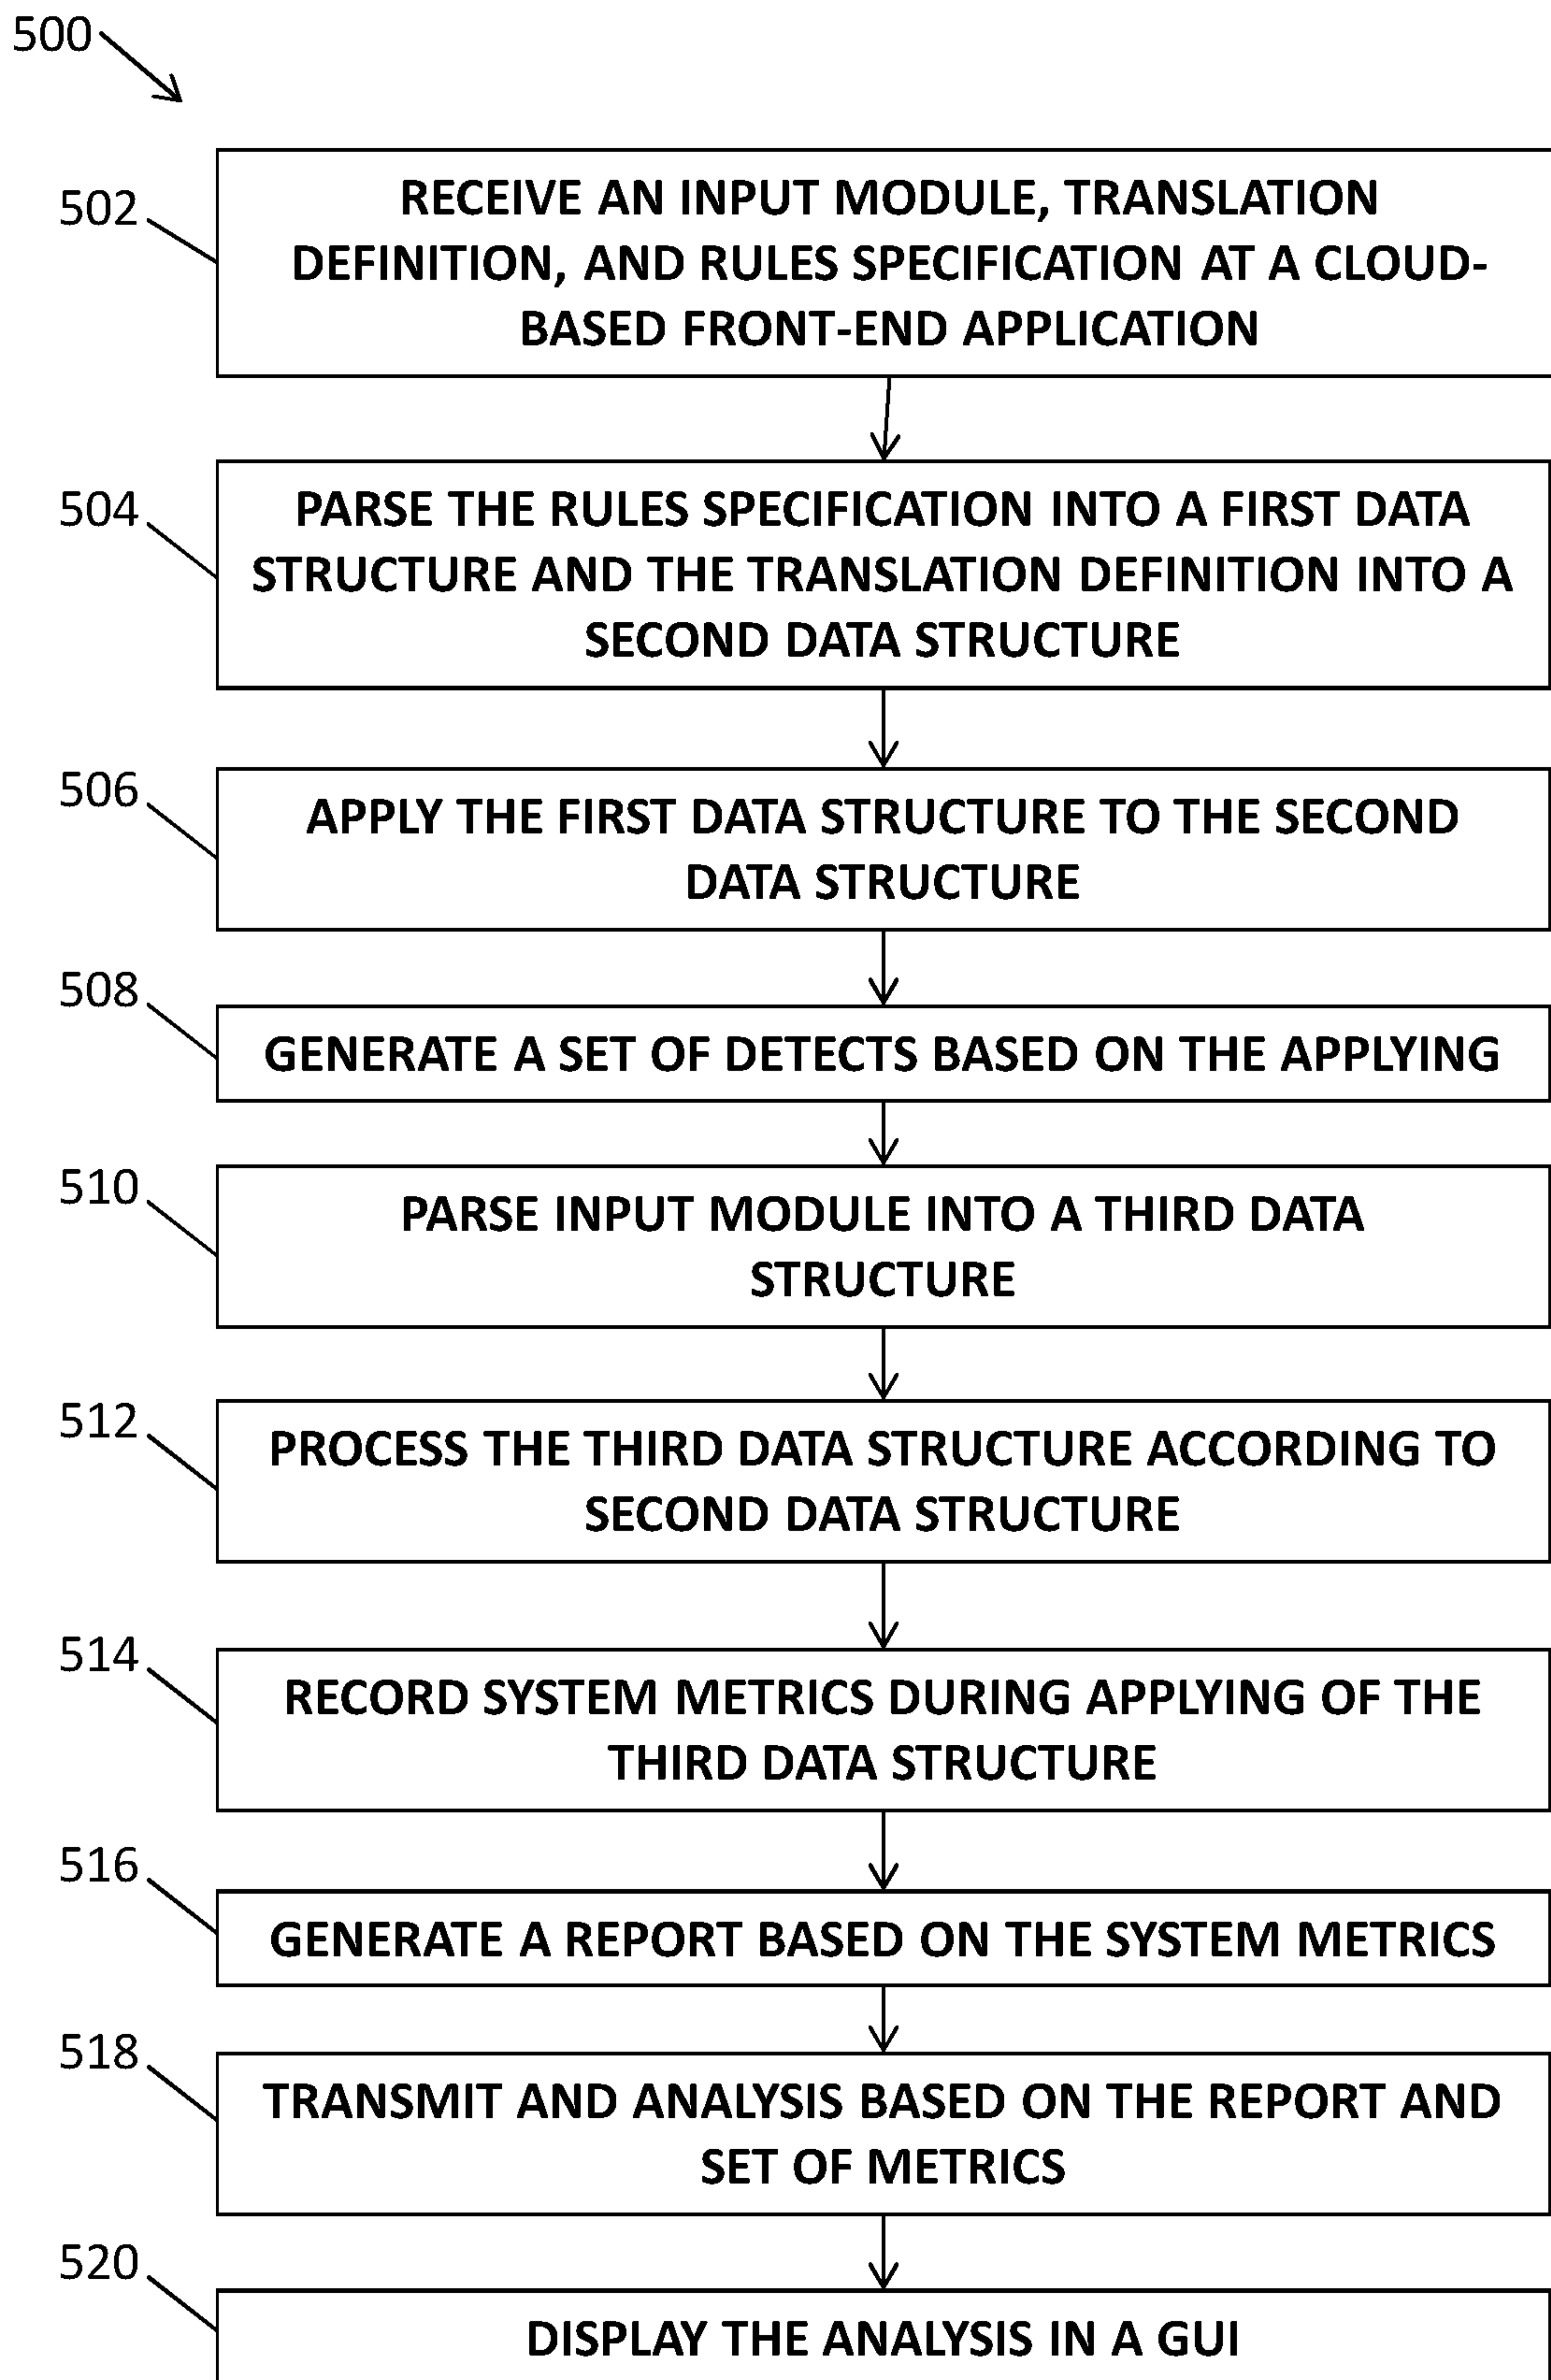 500
502
RECEIVE AN INPUT MODULE, TRANSLATION
DEFINITION, AND RULES SPECIFICATION AT A CLOUD-
BASED FRONT-END APPLICATION
504
PARSE THE RULES SPECIFICATION INTO A FIRST DATA
STRUCTURE AND THE TRANSLATION DEFINITION INTO A
SECOND DATA STRUCTURE
506
APPLY THE FIRST DATA STRUCTURE TO THE SECOND
DATA STRUCTURE
508
GENERATE A SET OF DETECTS BASED ON THE APPLYING
510
PARSE INPUT MODULE INTO A THIRD DATA
STRUCTURE
512
PROCESS THE THIRD DATA STRUCTURE ACCORDING TO
SECOND DATA STRUCTURE
514
RECORD SYSTEM METRICS DURING APPLYING OF THE
THIRD DATA STRUCTURE
516
GENERATE A REPORT BASED ON THE SYSTEM METRICS
518
TRANSMIT AND ANALYSIS BASED ON THE REPORT AND
SET OF METRICS
520
DISPLAY THE ANALYSIS IN A GUI